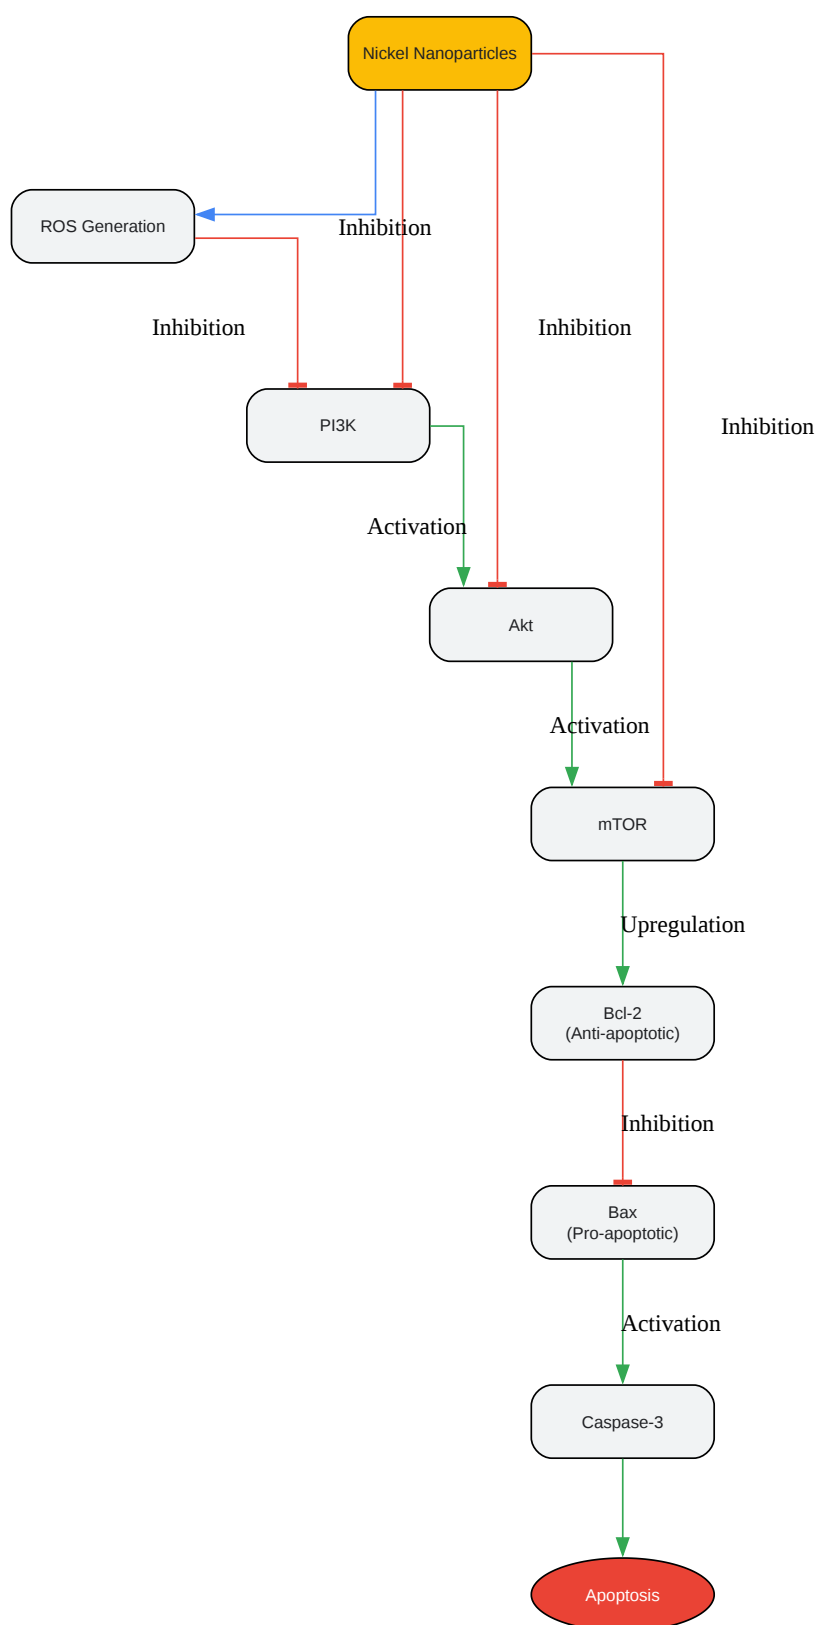 Nickel Nanoparticles
ROS Generation
Inhibition
Inhibition
Inhibition
PI3K
Inhibition
Activation
Akt
Activation
mTOR
Upregulation
Bcl-2
(Anti-apoptotic)
Inhibition
Bax
(Pro-apoptotic)
Activation
Caspase-3
Apoptosis